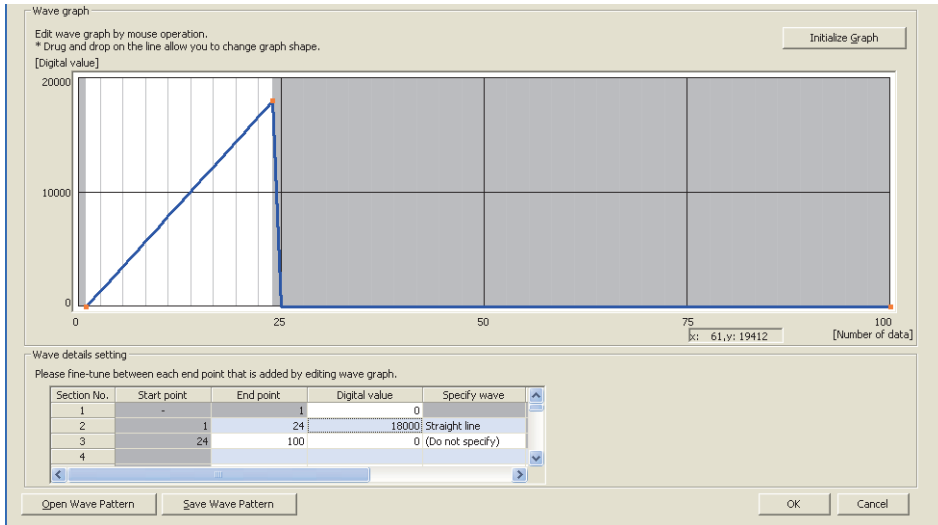 Wave graph
Edit wave graph by mouse operation.
* Drug and drop on the line allow you to change graph shape.
Initialize Graph
[Digital value]
20000
10000
0
0 25 50 75 100
x: 61,y: 19412
[Number of data]
Wave details setting
Please fine-tune between each end point that is added by editing wave graph.
Section No. Start point End point Digital value Specify wave
1 - 1 0
2 1 24 18000 Straight line
3 24 100 0 (Do not specify)
4
Open Wave Pattern Save Wave Pattern OK Cancel